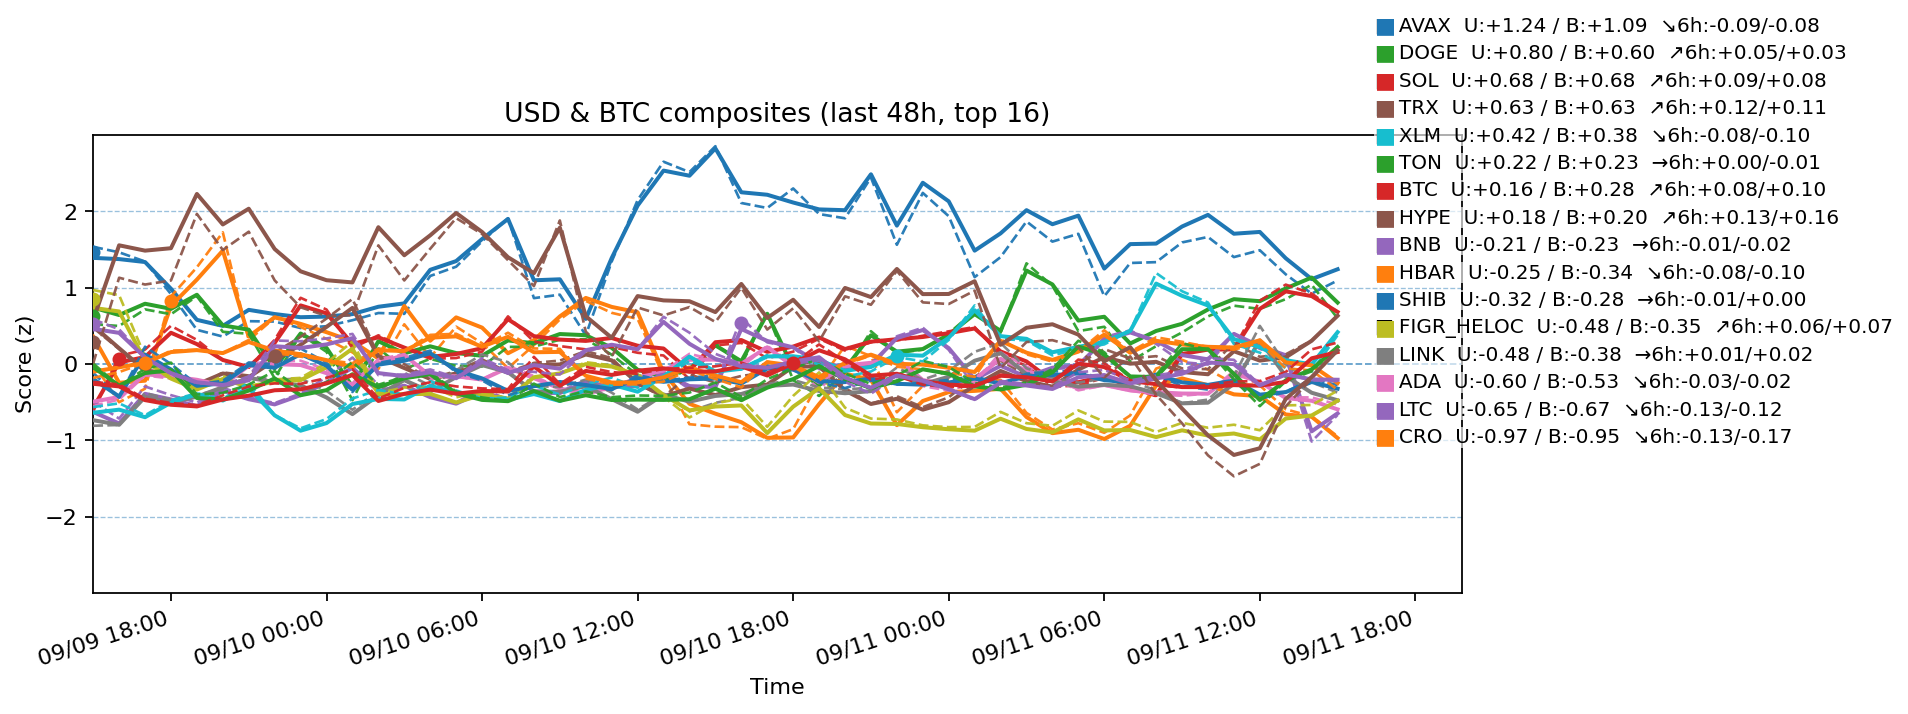 AVAX  U:+1.24 / B:+1.09  ↘6h:-0.09/-0.08
DOGE  U:+0.80 / B:+0.60  ↗6h:+0.05/+0.03
SOL  U:+0.68 / B:+0.68  ↗6h:+0.09/+0.08
TRX  U:+0.63 / B:+0.63  ↗6h:+0.12/+0.11
XLM  U:+0.42 / B:+0.38  ↘6h:-0.08/-0.10
TON  U:+0.22 / B:+0.23  →6h:+0.00/-0.01
BTC  U:+0.16 / B:+0.28  ↗6h:+0.08/+0.10
HYPE  U:+0.18 / B:+0.20  ↗6h:+0.13/+0.16
BNB  U:-0.21 / B:-0.23  →6h:-0.01/-0.02
HBAR  U:-0.25 / B:-0.34  ↘6h:-0.08/-0.10
SHIB  U:-0.32 / B:-0.28  →6h:-0.01/+0.00
FIGR_HELOC  U:-0.48 / B:-0.35  ↗6h:+0.06/+0.07
LINK  U:-0.48 / B:-0.38  →6h:+0.01/+0.02
ADA  U:-0.60 / B:-0.53  ↘6h:-0.03/-0.02
LTC  U:-0.65 / B:-0.67  ↘6h:-0.13/-0.12
CRO  U:-0.97 / B:-0.95  ↘6h:-0.13/-0.17
USD & BTC composites (last 48h, top 16)
Score (z)
2
1
0
−1
−2
09/09 18:00
09/10 00:00
09/10 06:00
09/10 12:00
09/10 18:00
09/11 00:00
09/11 06:00
09/11 12:00
09/11 18:00
Time